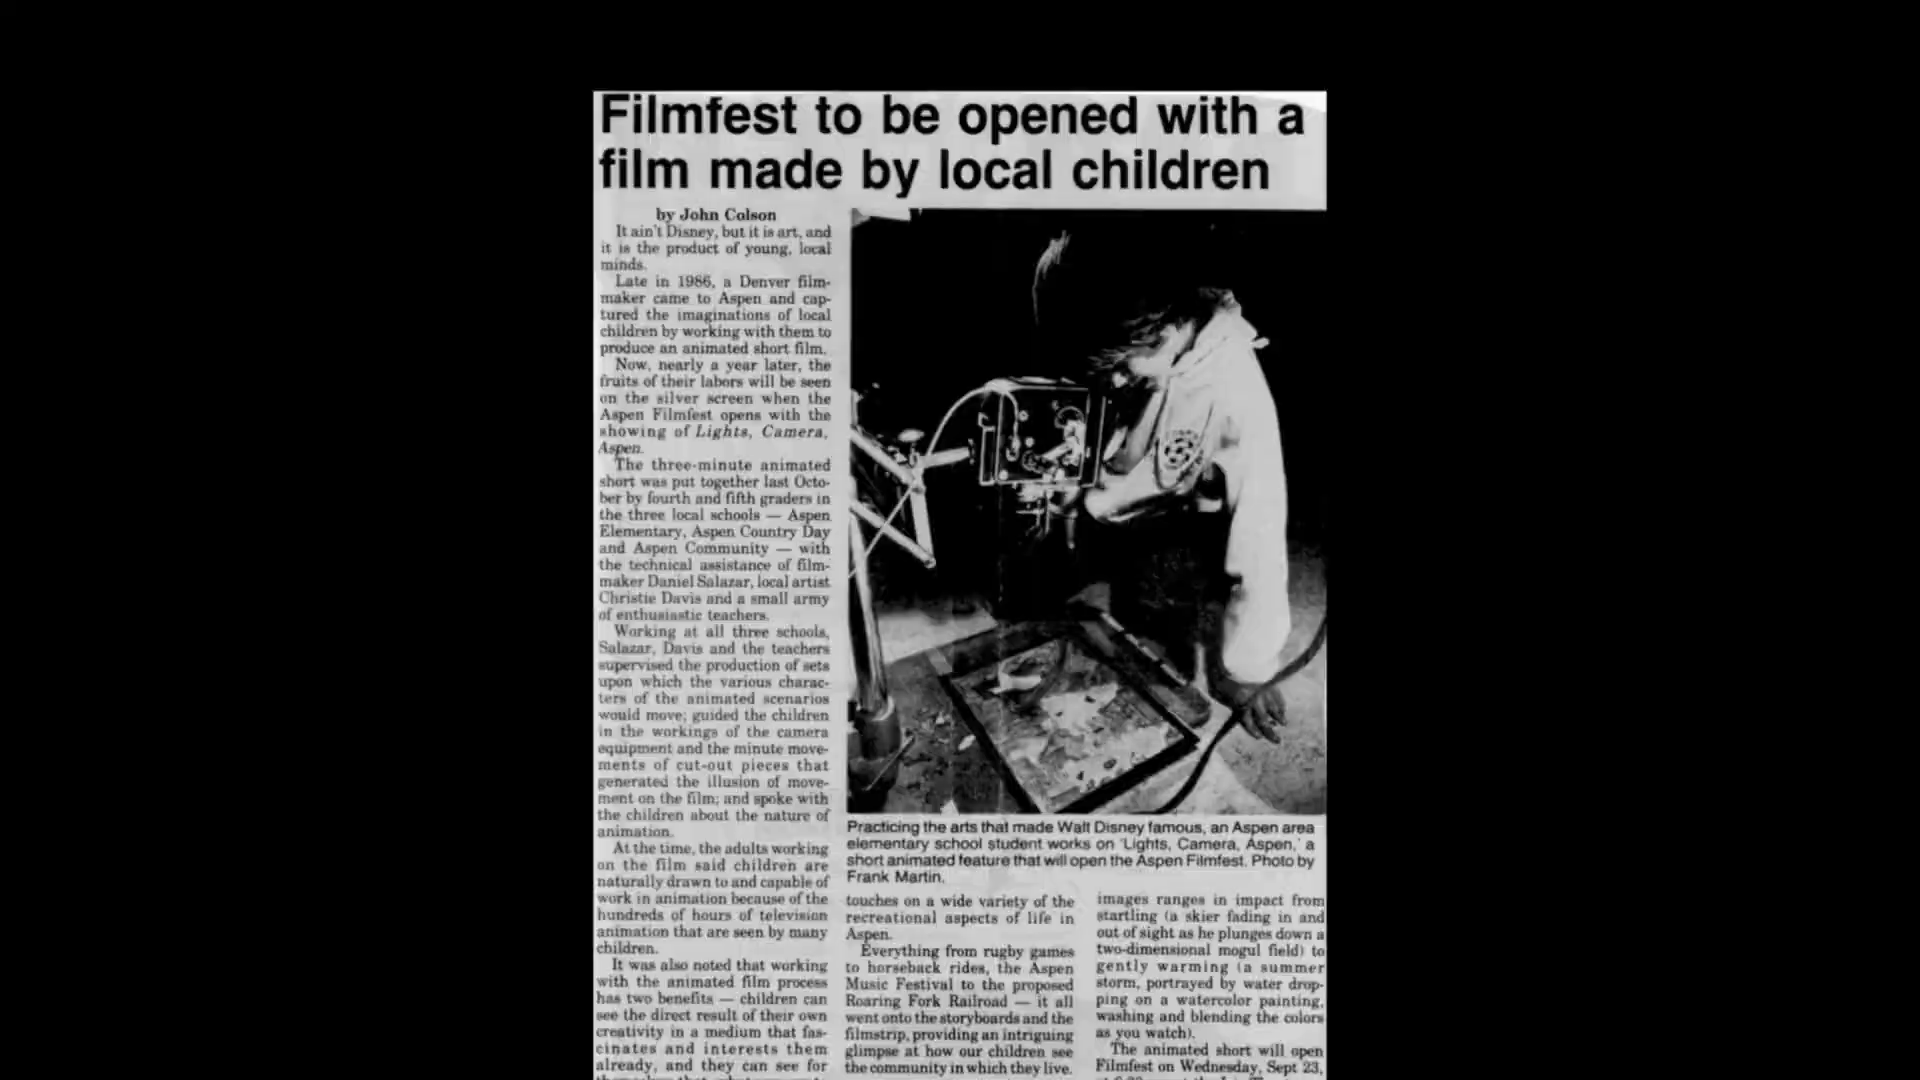 Filmfest to be opened with a
film made by local children
by John Colson
It ain't Disney, but it is art, and
it is the product of young, local
minds.
Late in 1986, a Denver film-
maker came to Aspen and cap-
tured the imaginations of local
children by working with them to
produce an animated short film.
Now, nearly a year later, the
fruits of their labors will be seen
on the silver screen when the
Aspen Filmfest opens with the
showing of Lights, Camera,
Aspen.
The three-minute animated
short was put together last Octo-
ber by fourth and fifth graders in
the three local schools — Aspen
Elementary, Aspen Country Day
and Aspen Community — with
the technical assistance of film-
maker Daniel Salazar, local artist
Christie Davis and a small army
of enthusiastic teachers.
Working at all three schools,
Salazar, Davis and the teachers
supervised the production of sets
upon which the various charac-
ters of the animated scenarios
would move; guided the children
in the workings of the camera
equipment and the minute move-
ments of cut-out pieces that
generated the illusion of move-
ment on the film; and spoke with
the children about the nature of
animation.
At the time, the adults working
on the film said children are
naturally drawn to and capable of
work in animation because of the
hundreds of hours of television
animation that are seen by many
children.
It was also noted that working
with the animated film process
has two benefits — children can
see the direct result of their own
creativity in a medium that fas-
cinates and interests them
already, and they can see for
Practicing the arts that made Walt Disney famous, an Aspen area
elementary school student works on 'Lights, Camera, Aspen,' a
short animated feature that will open the Aspen Filmfest. Photo by
Frank Martin.
touches on a wide variety of the
recreational aspects of life in
Aspen.
Everything from rugby games
to horseback rides, the Aspen
Music Festival to the proposed
Roaring Fork Railroad — it all
went onto the storyboards and the
filmstrip, providing an intriguing
glimpse at how our children see
the community in which they live.
images ranges in impact from
startling (a skier fading in and
out of sight as he plunges down a
two-dimensional mogul field) to
gently warming (a summer
storm, portrayed by water drop-
ping on a watercolor painting,
washing and blending the colors
as you watch).
The animated short will open
Filmfest on Wednesday, Sept 23,